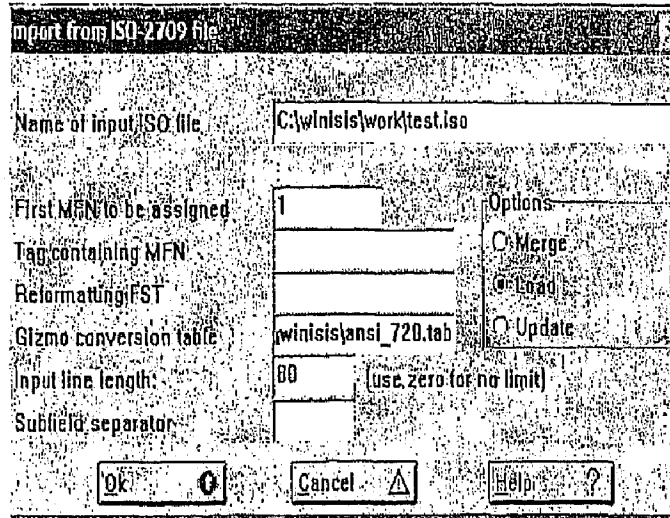 mport from ISO-2709 file
Name of input ISO file
C:\winisis\work\test.iso
First MFN to be assigned
1
Tag containing MFN
Reformatting FST
Gizmo conversion table
winisis\ansi_720.tab
Input line length:
80
(use zero for no limit)
Subfield separator
Options
Merge
Load
Update
Ok
Cancel
Help
?